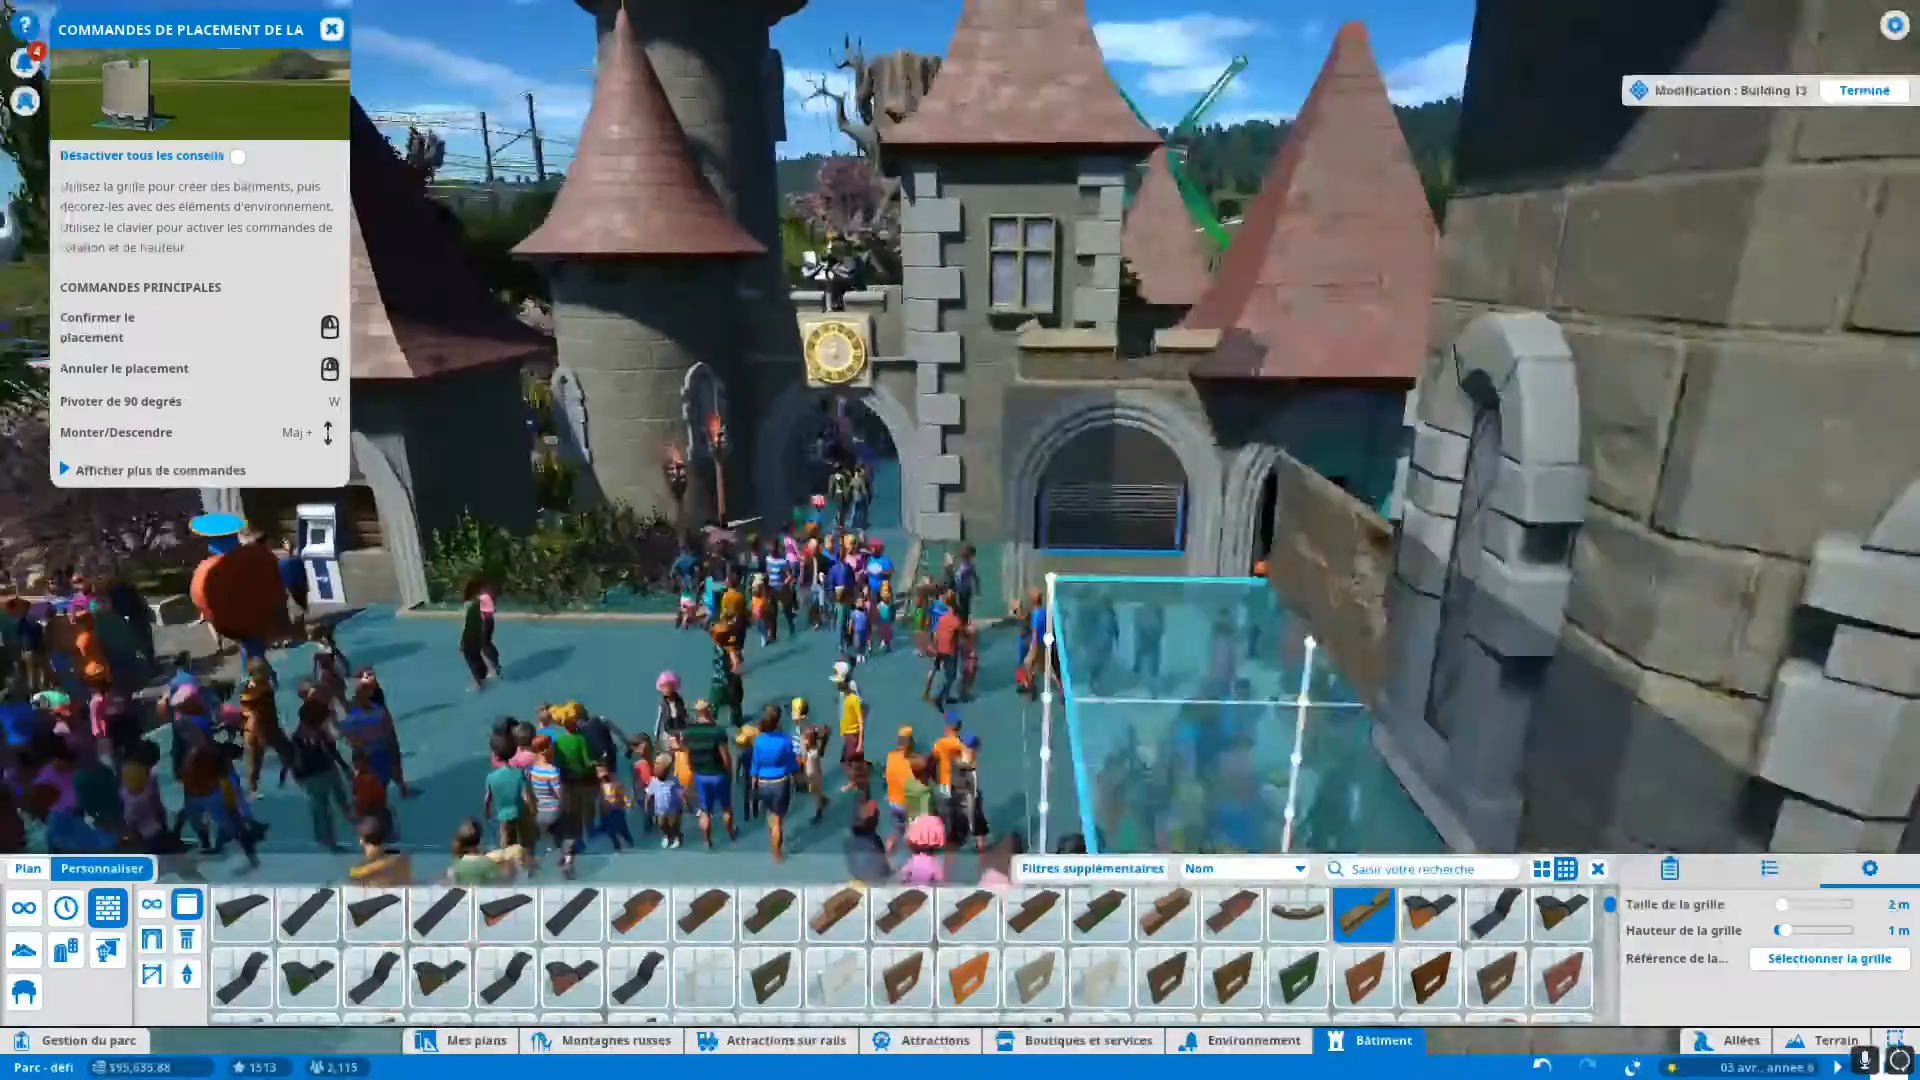 COMMANDES DE PLACEMENT DE LA
4
Désactiver tous les conseils
Utilisez la grille pour créer des bâtiments, puis
décorez-les avec des éléments d'environnement.
Utilisez le clavier pour activer les commandes de
rotation et de hauteur.
COMMANDES PRINCIPALES
Confirmer le
placement
Annuler le placement
Pivoter de 90 degrés W
Monter/Descendre Maj +
Afficher plus de commandes
Modification : Building 13 Terminé
Plan Personnaliser
Filtres supplémentaires Nom Saisir votre recherche
Taille de la grille 2 m
Hauteur de la grille 1 m
Référence de la... Sélectionner la grille
Gestion du parc Mes plans Montagnes russes Attractions sur rails Attractions Boutiques et services Environnement Bâtiment Allées Terrain
Parc - défi $95,635.88 1513 2,115 03 avr., année 6